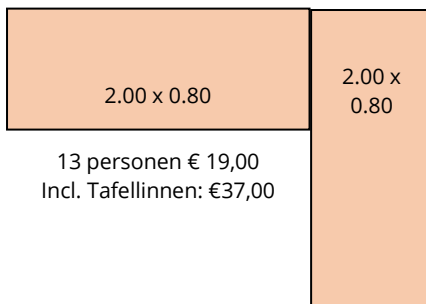 2.00 x 0.80
2.00 x
0.80
13 personen € 19,00
Incl. Tafellinnen: €37,00